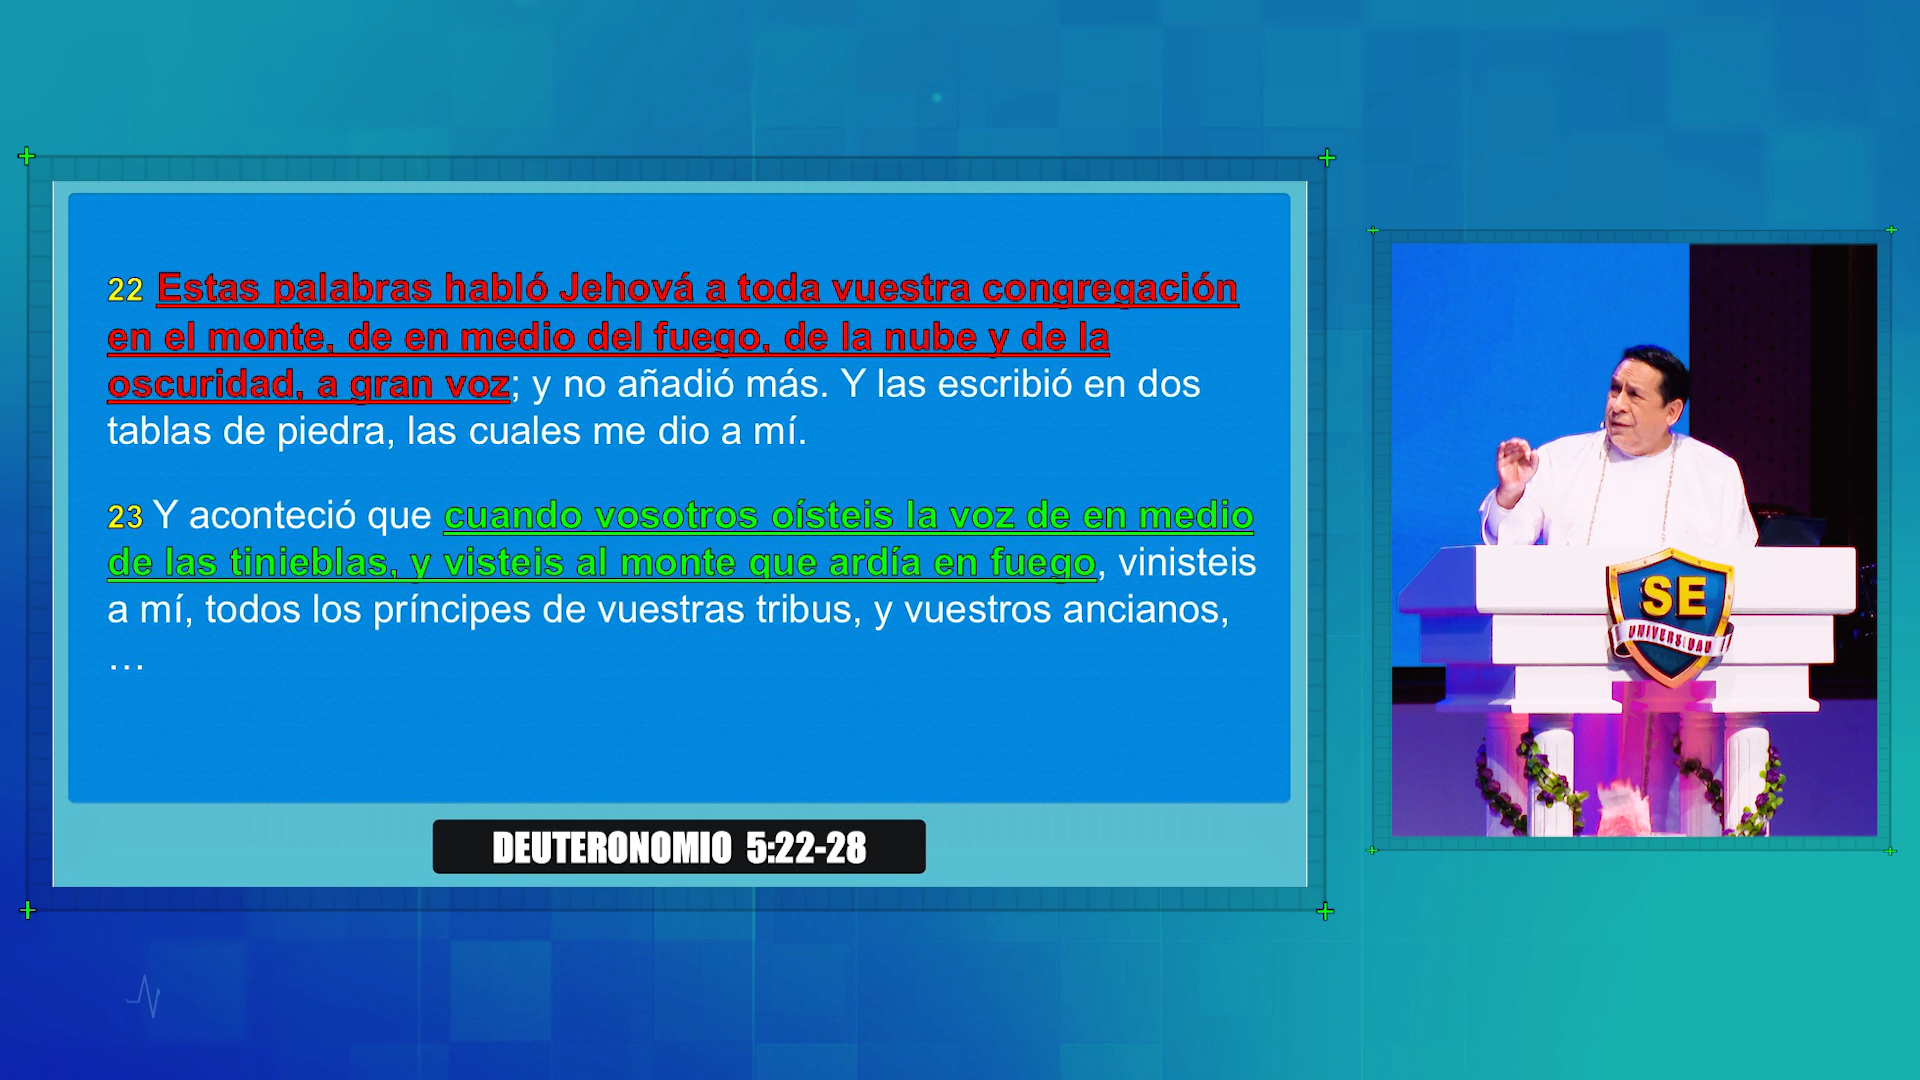 22 Estas palabras habló Jehová a toda vuestra congregación
en el monte, de en medio del fuego, de la nube y de la
oscuridad, a gran voz; y no añadió más. Y las escribió en dos
tablas de piedra, las cuales me dio a mí.
23 Y aconteció que cuando vosotros oísteis la voz de en medio
de las tinieblas, y visteis al monte que ardía en fuego, vinisteis
a mí, todos los príncipes de vuestras tribus, y vuestros ancianos,
…
DEUTERONOMIO 5:22-28
SE
UNIVERSIDAD